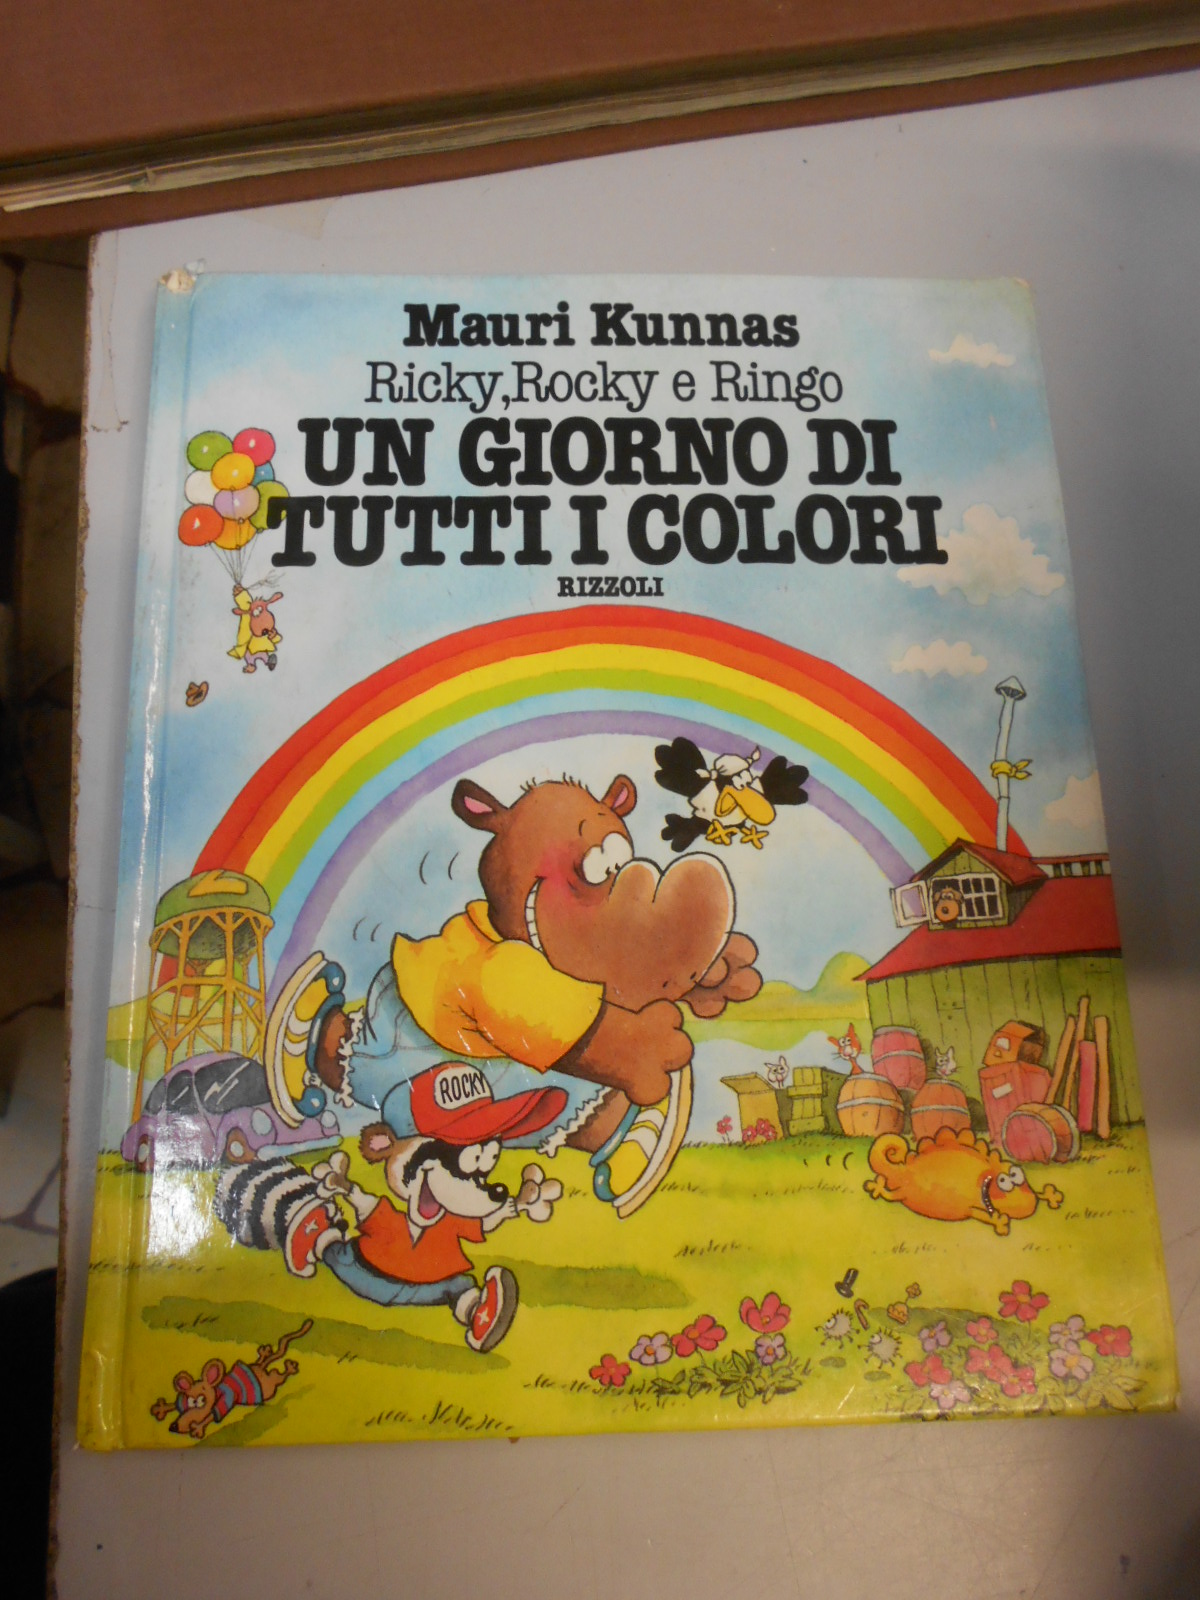 Mauri Kunnas
Ricky, Rocky e Ringo
UN GIORNO DI
TUTTI I COLORI
RIZZOLI
ROCKY